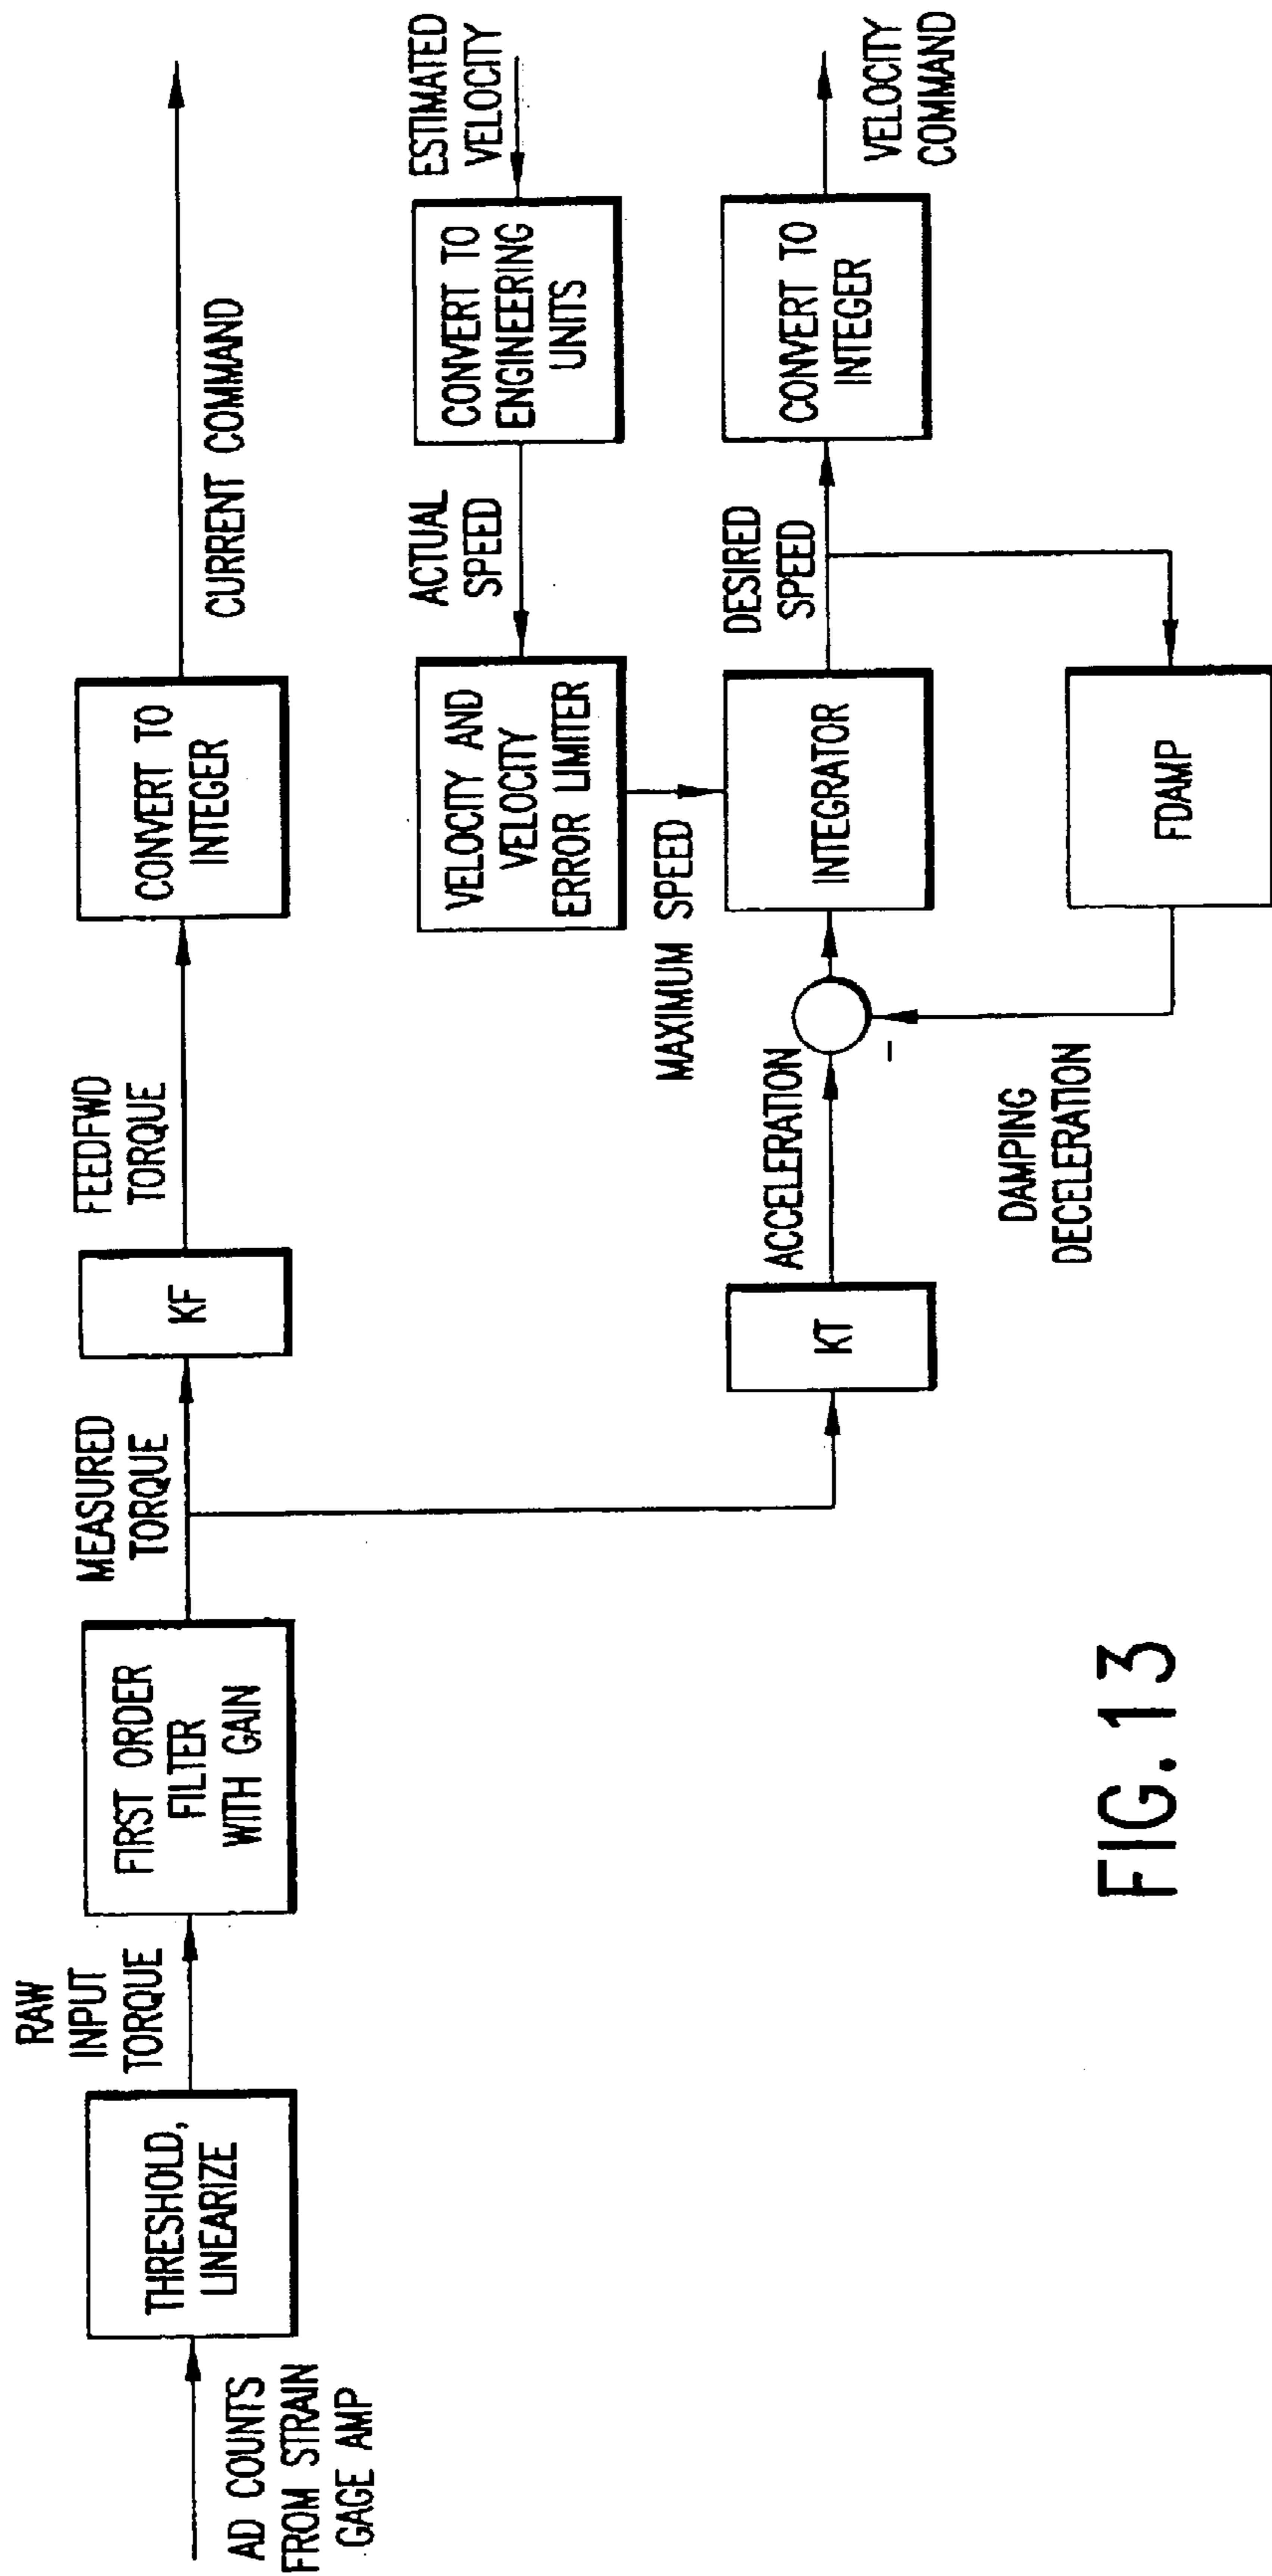 AD COUNTS
FROM STRAIN
GAGE AMP
THRESHOLD,
LINEARIZE
RAW
INPUT
TORQUE
FIRST ORDER
FILTER
WITH GAIN
MEASURED
TORQUE
KF
FEEDFWD
TORQUE
CONVERT TO
INTEGER
CURRENT COMMAND
ESTIMATED
VELOCITY
CONVERT TO
ENGINEERING
UNITS
ACTUAL
SPEED
VELOCITY AND
VELOCITY
ERROR LIMITER
MAXIMUM SPEED
KT
ACCELERATION
–
INTEGRATOR
DESIRED
SPEED
CONVERT TO
INTEGER
VELOCITY
COMMAND
FDAMP
DAMPING
DECELERATION
FIG. 13